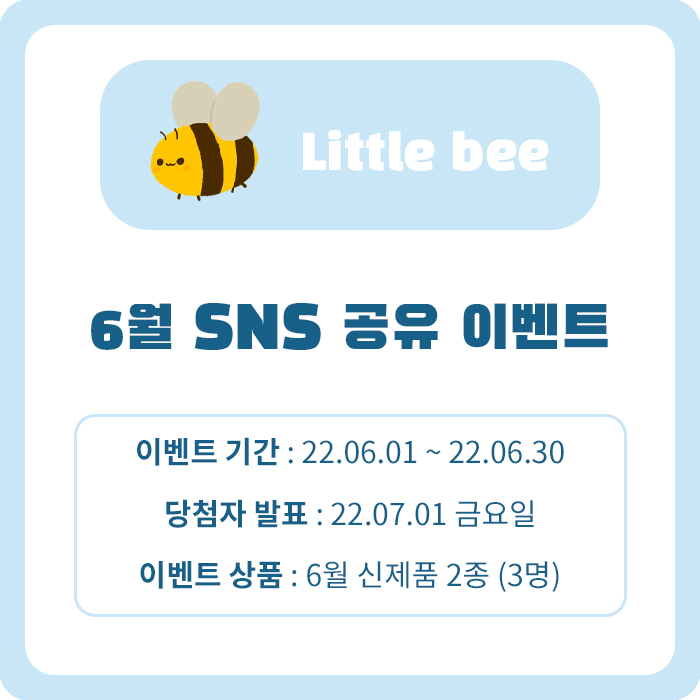 Little bee
6월 SNS 공유 이벤트
이벤트 기간 : 22.06.01 ~ 22.06.30
당첨자 발표 : 22.07.01 금요일
이벤트 상품 : 6월 신제품 2종 (3명)